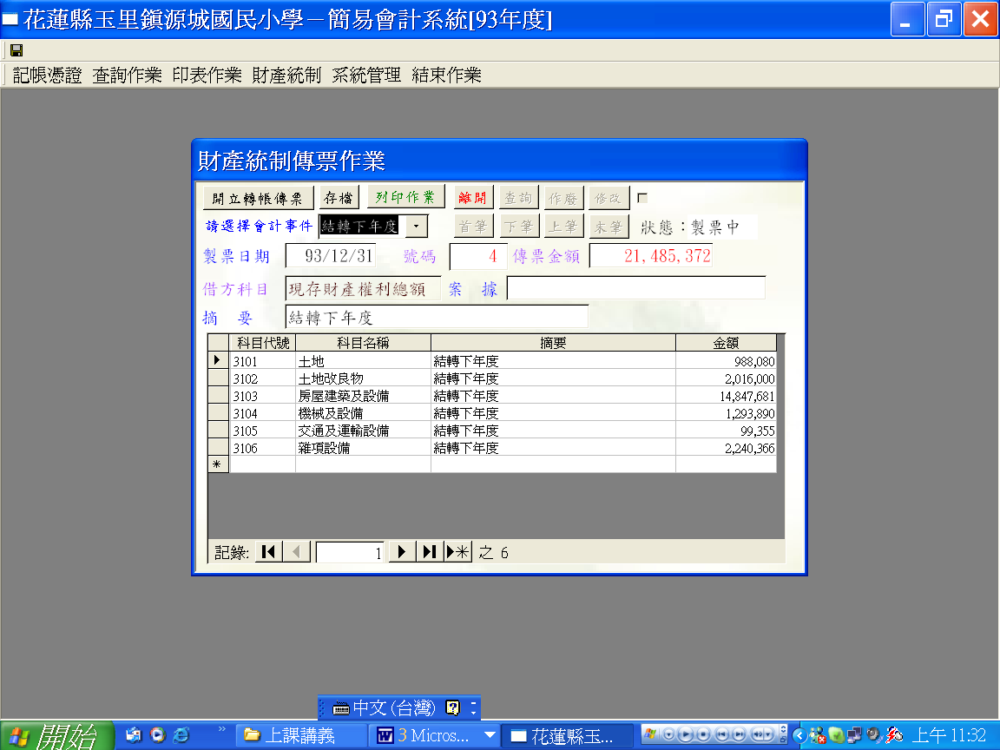 花蓮縣玉里鎮源城國民小學－簡易會計系統[93年度]
記帳憑證 查詢作業 印表作業 財產統制 系統管理 結束作業
財產統制傳票作業
開立轉帳傳票 存檔 列印作業 離開 查詢 作廢 修改
請選擇會計事件 結轉下年度 首筆 下筆 上筆 末筆 狀態：製票中
製票日期 93/12/31 號碼 4 傳票金額 21,485,372
借方科目 現存財產權利總額 案 據
摘 要 結轉下年度
科目代號 科目名稱 摘要 金額
3101 土地 結轉下年度 988,080
3102 土地改良物 結轉下年度 2,016,000
3103 房屋建築及設備 結轉下年度 14,847,681
3104 機械及設備 結轉下年度 1,293,890
3105 交通及運輸設備 結轉下年度 99,355
3106 雜項設備 結轉下年度 2,240,366
記錄: 1 之 6
中文 (台灣)
開始 上課講義 3 Micros... 花蓮縣玉... 上午 11:32